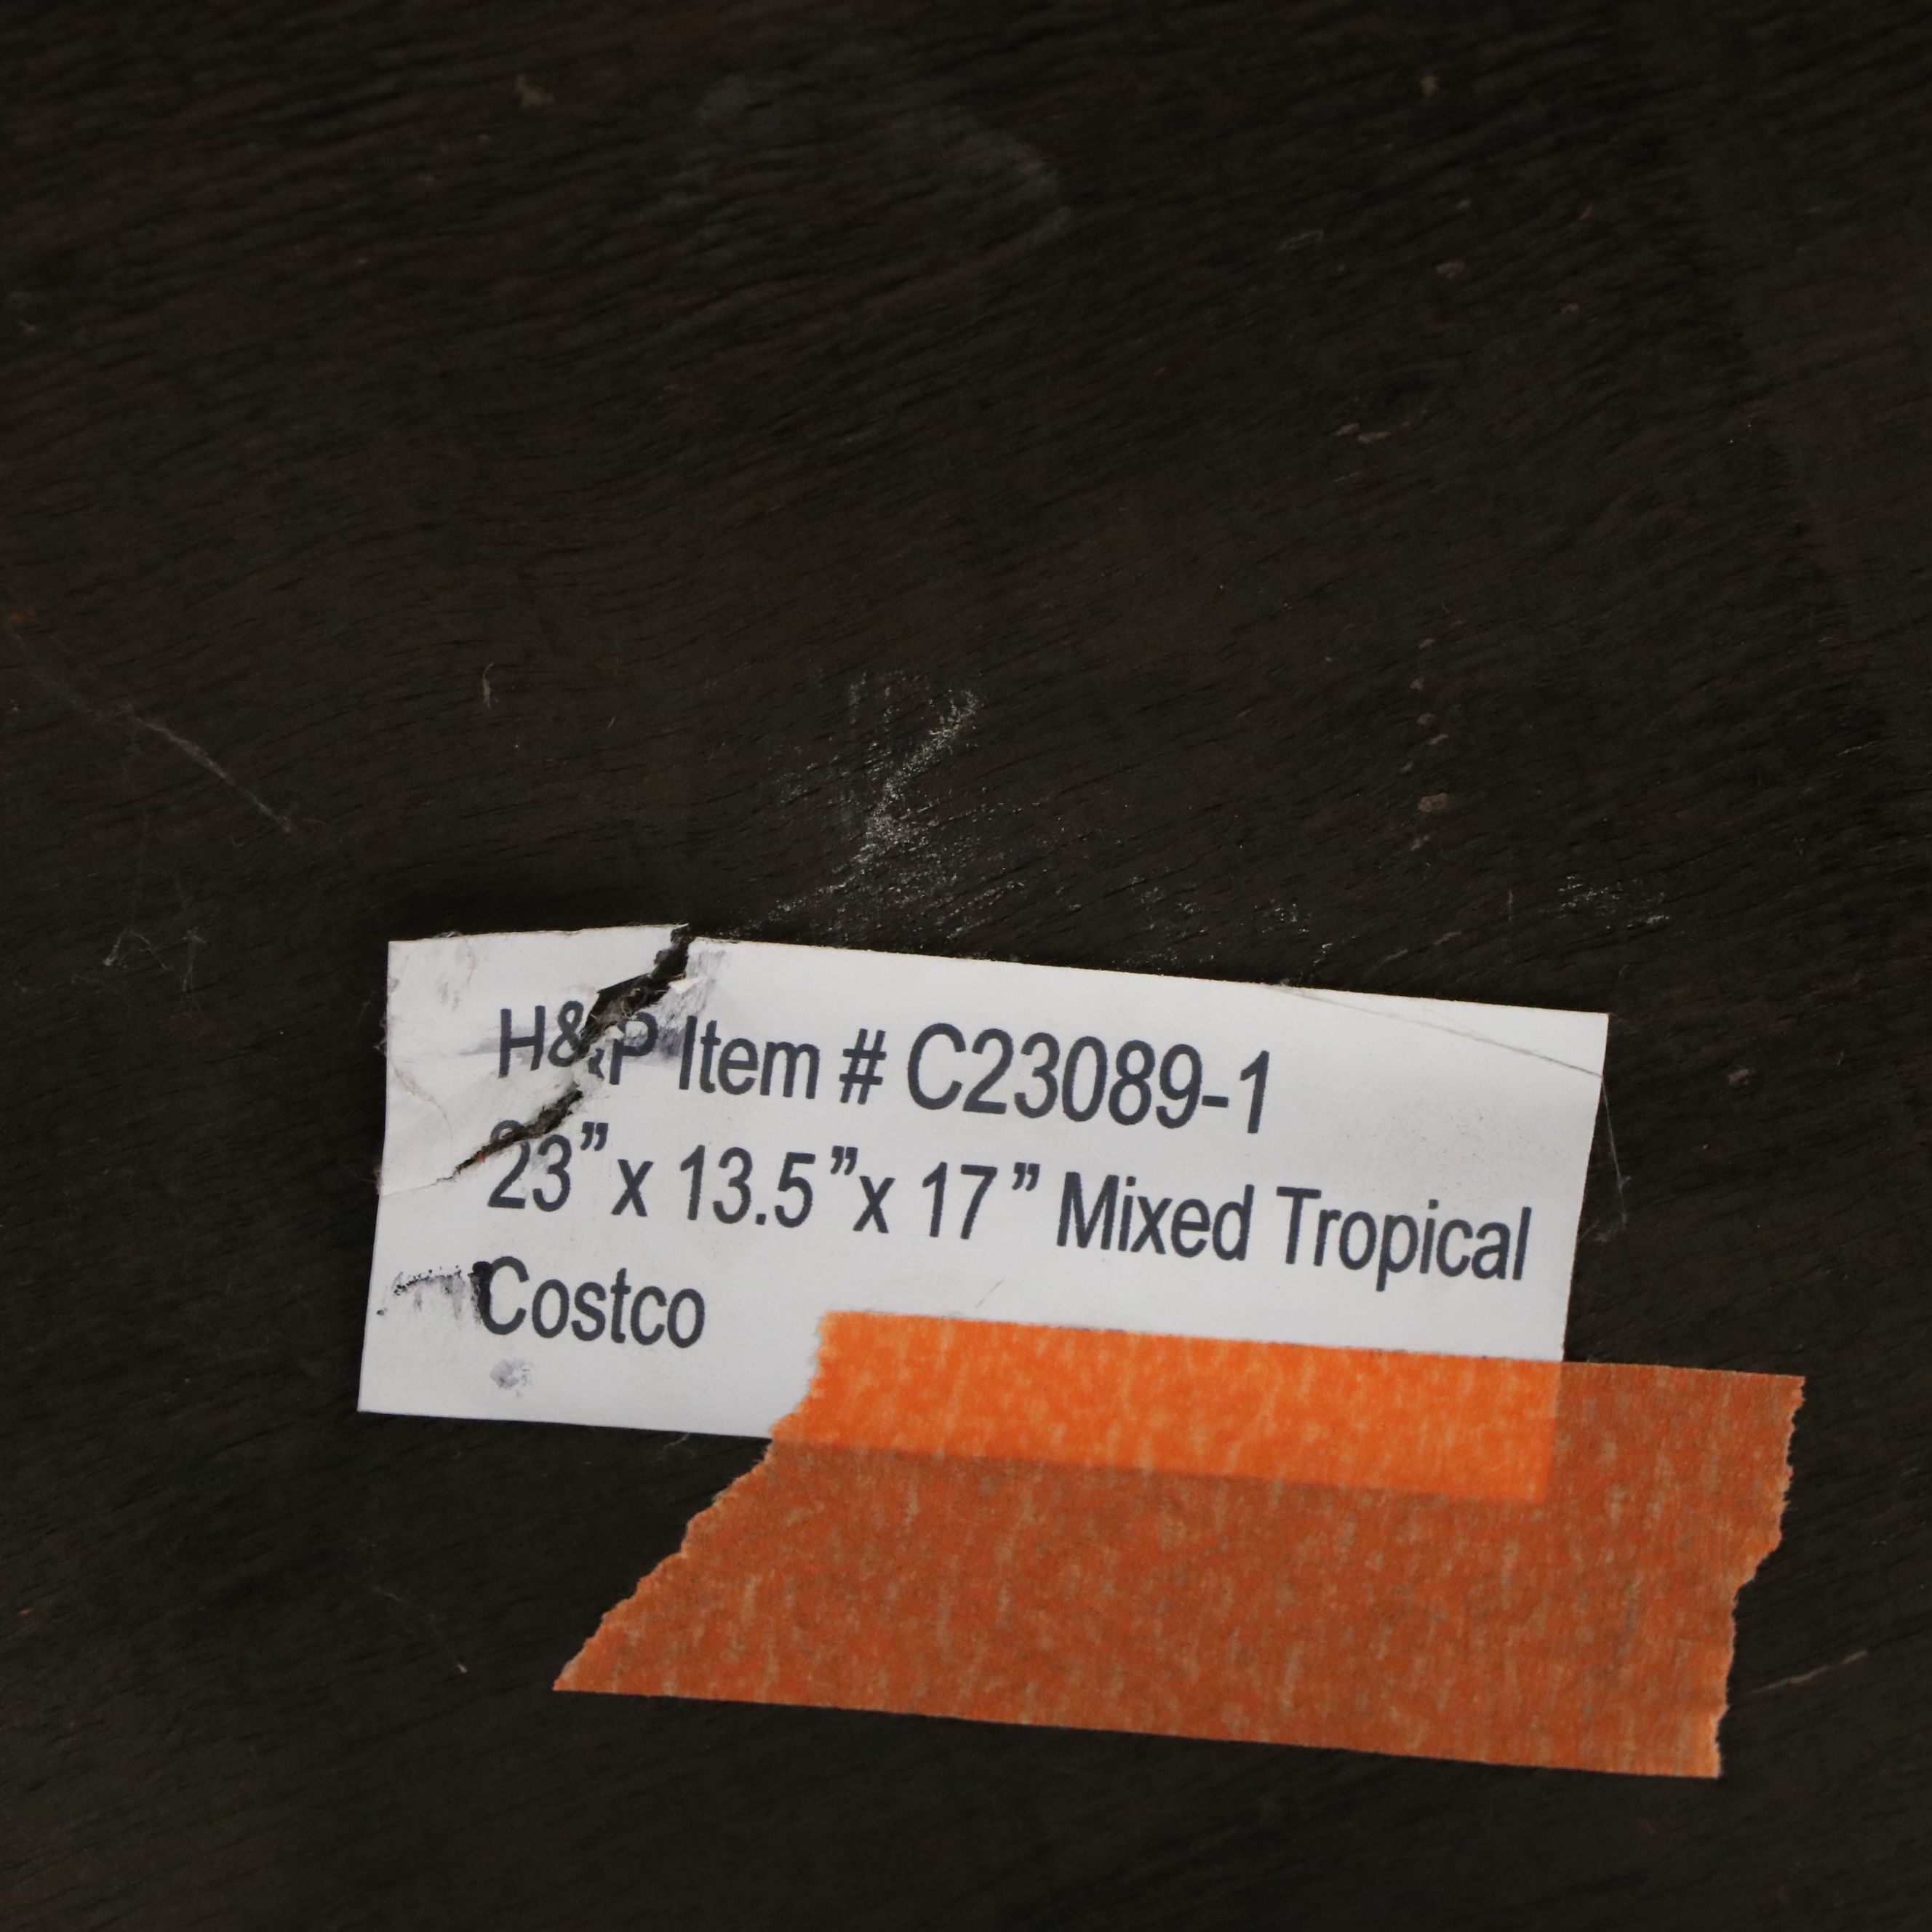 H&P Item # C23089-1
23” x 13.5”x 17” Mixed Tropical
Costco